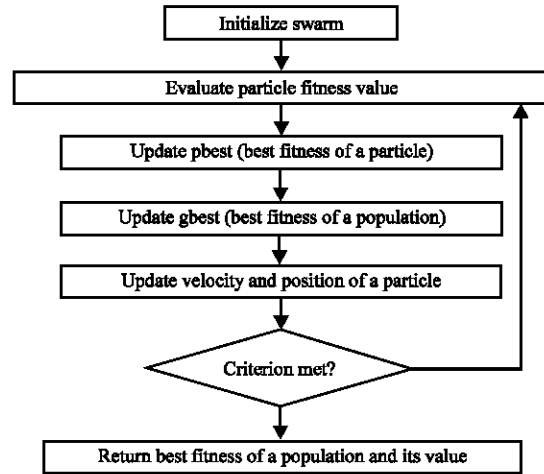 Initialize swarm
Evaluate particle fitness value
Update pbest (best fitness of a particle)
Update gbest (best fitness of a population)
Update velocity and position of a particle
Criterion met?
Return best fitness of a population and its value